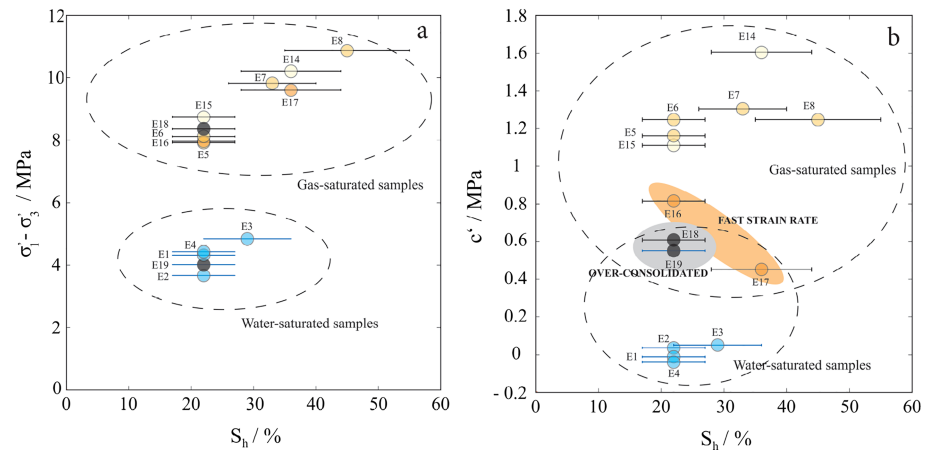 a
12
10
8
6
4
2
0
0 10 20 30 40 50 60
S_h / %
σ'₁- σ'₃ / MPa
E8
E14
E7
E17
E15
E18
E6
E16
E5
Gas-saturated samples
E3
E4
E1
E19
E2
Water-saturated samples
b
1.8
1.6
1.4
1.2
1
0.8
0.6
0.4
0.2
0
- 0.2
0 10 20 30 40 50 60
S_h / %
c‘ / MPa
E14
E7
E6
E8
E5
E15
Gas-saturated samples
E16
FAST STRAIN RATE
E18
E19
OVER-CONSOLIDATED
E17
E2
E3
E1
E4
Water-saturated samples